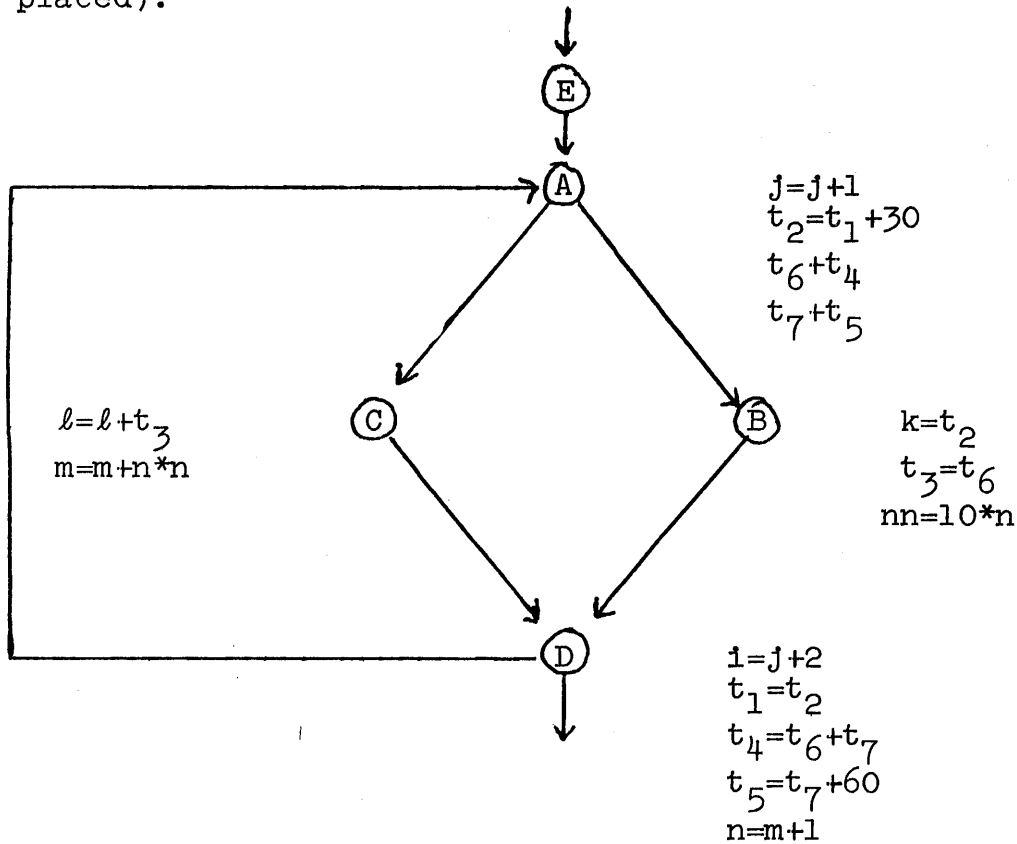 placed).
E
A
j=j+1
t₂=t₁+30
t₆+t₄
t₇+t₅
C
ℓ=ℓ+t₃
m=m+n*n
B
k=t₂
t₃=t₆
nn=10*n
D
i=j+2
t₁=t₂
t₄=t₆+t₇
t₅=t₇+60
n=m+1